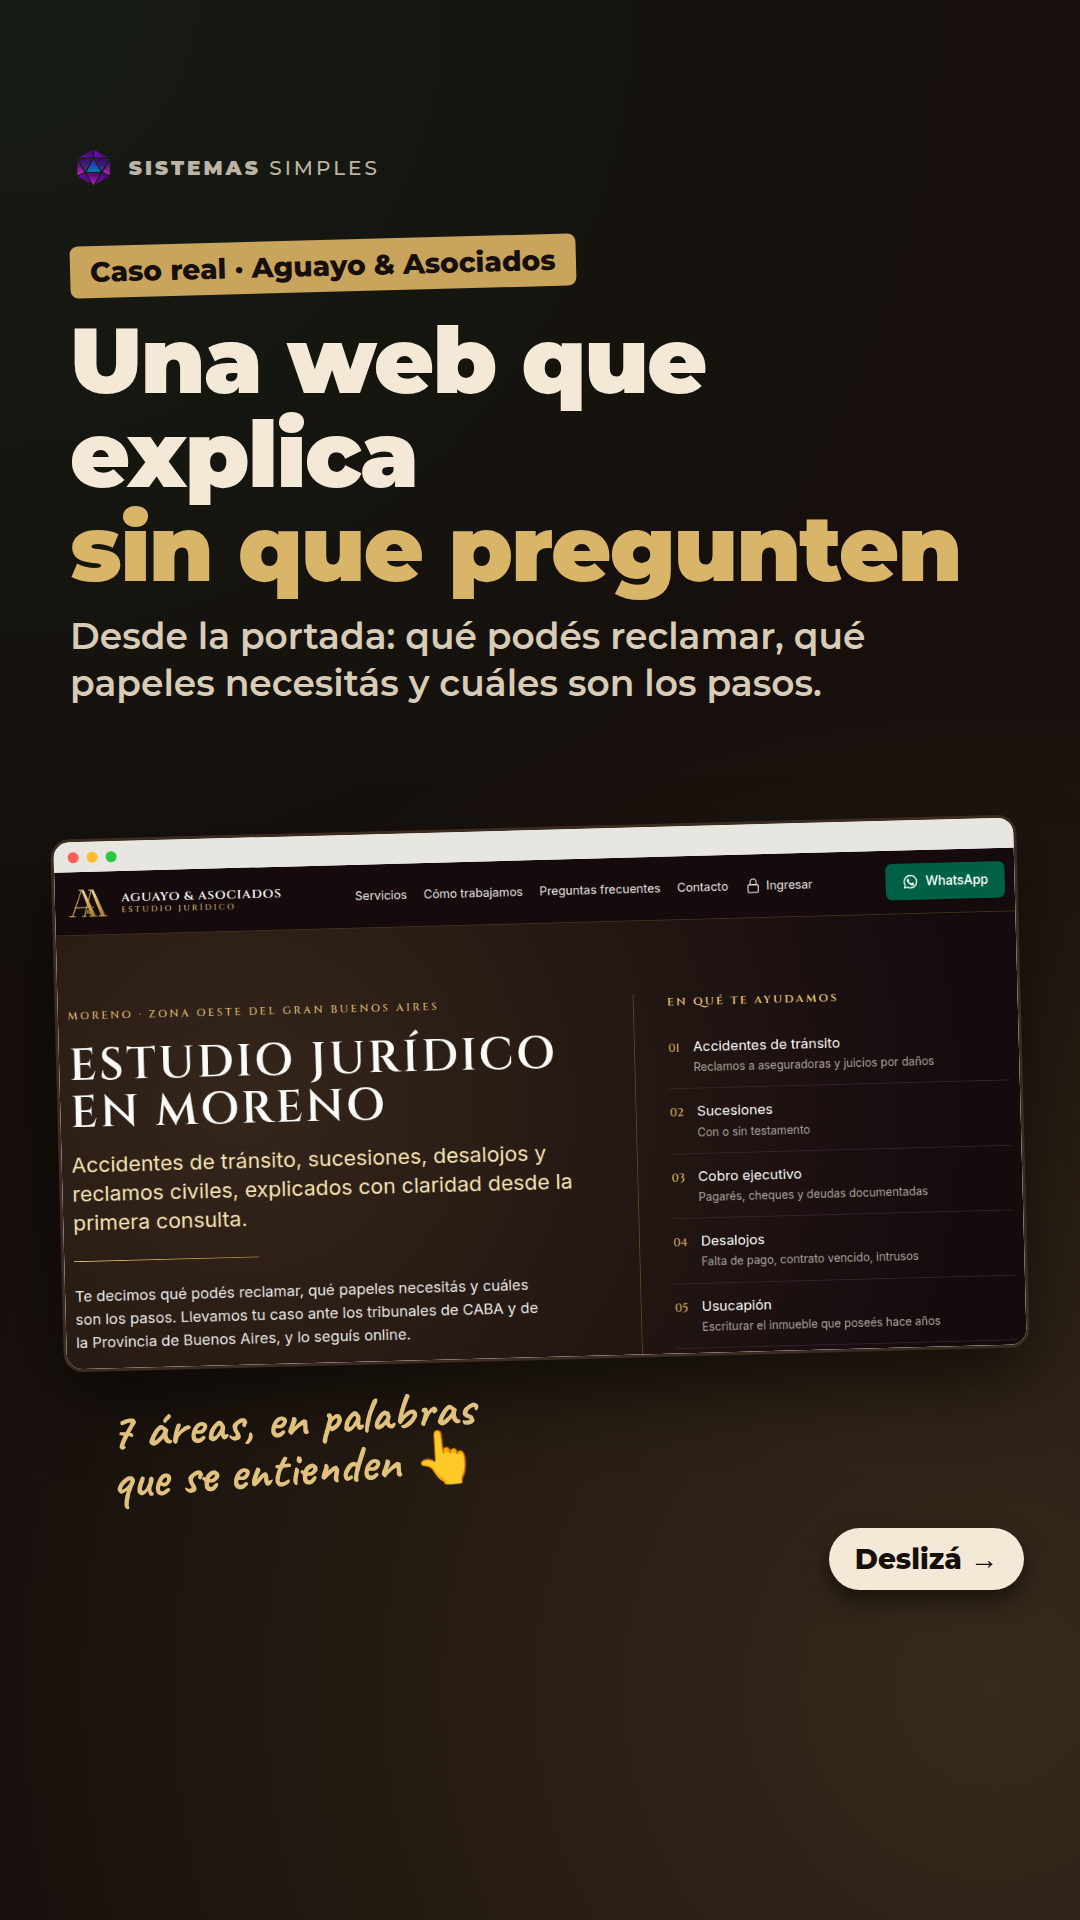 SISTEMAS SIMPLES
Caso real · Aguayo & Asociados
Una web que
explica
sin que pregunten
Desde la portada: qué podés reclamar, qué
papeles necesitás y cuáles son los pasos.
AGUAYO & ASOCIADOS
ESTUDIO JURÍDICO
Servicios
Cómo trabajamos
Preguntas frecuentes
Contacto
Ingresar
WhatsApp
MORENO · ZONA OESTE DEL GRAN BUENOS AIRES
ESTUDIO JURÍDICO
EN MORENO
Accidentes de tránsito, sucesiones, desalojos y
reclamos civiles, explicados con claridad desde la
primera consulta.
Te decimos qué podés reclamar, qué papeles necesitás y cuáles
son los pasos. Llevamos tu caso ante los tribunales de CABA y de
la Provincia de Buenos Aires, y lo seguís online.
EN QUÉ TE AYUDAMOS
01 Accidentes de tránsito
Reclamos a aseguradoras y juicios por daños
02 Sucesiones
Con o sin testamento
03 Cobro ejecutivo
Pagarés, cheques y deudas documentadas
04 Desalojos
Falta de pago, contrato vencido, intrusos
05 Usucapión
Escriturar el inmueble que poseés hace años
7 áreas, en palabras
que se entienden 👆
Deslizá →